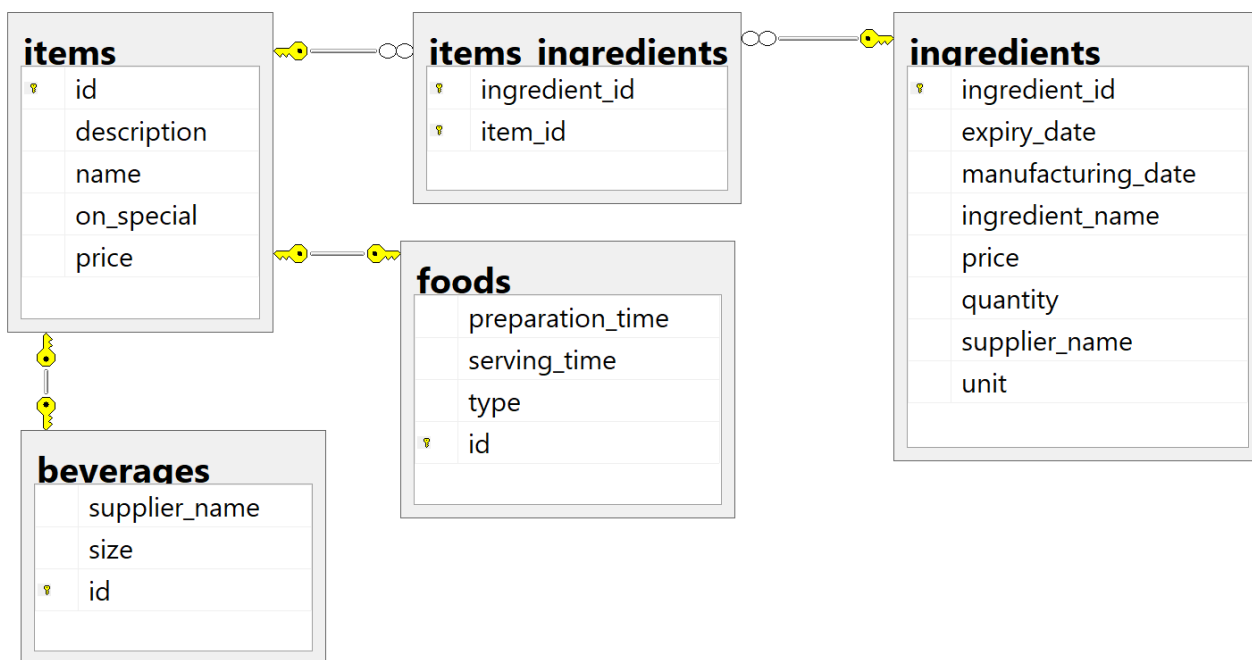 items
id
description
name
on_special
price
items_ingredients
ingredient_id
item_id
ingredients
ingredient_id
expiry_date
manufacturing_date
ingredient_name
price
quantity
supplier_name
unit
foods
preparation_time
serving_time
type
id
beverages
supplier_name
size
id